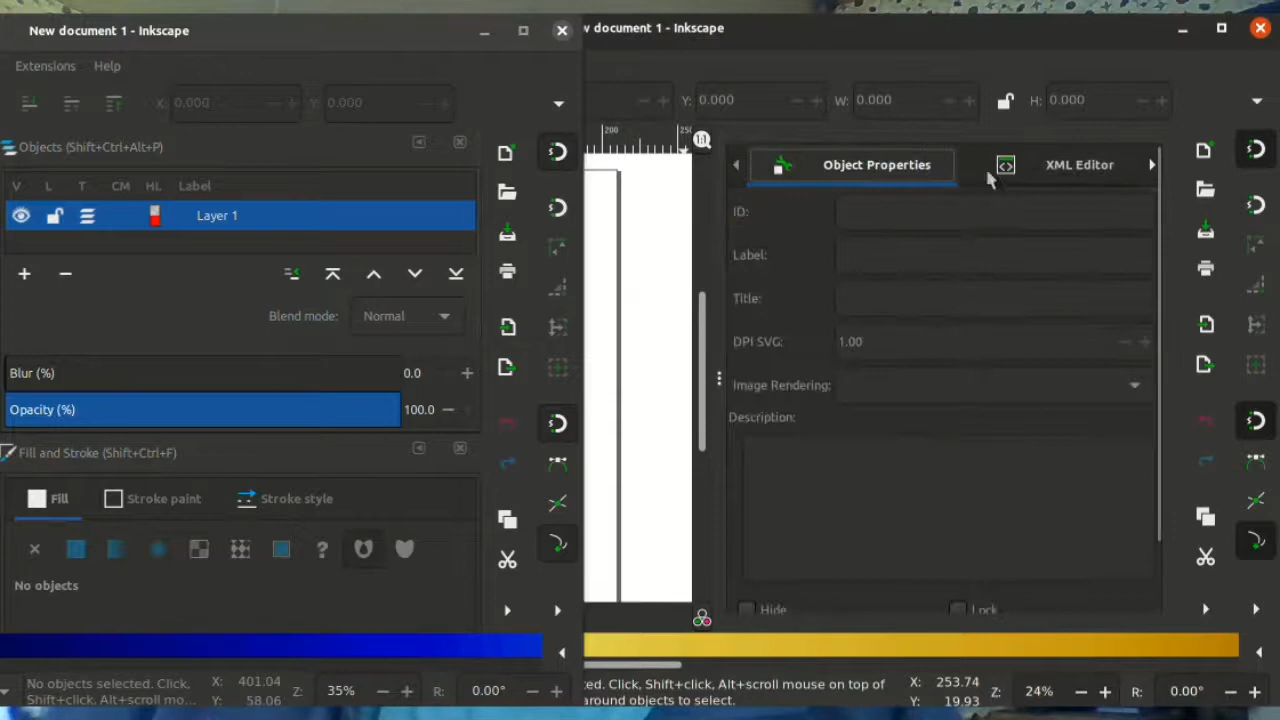 New document 1 - Inkscape
Extensions Help
X: 0.000 Y: 0.000
Objects (Shift+Ctrl+Alt+P)
V L T CM HL Label
Layer 1
Blend mode: Normal
Blur (%) 0.0
Opacity (%) 100.0
Fill and Stroke (Shift+Ctrl+F)
Fill Stroke paint Stroke style
No objects
No objects selected. Click,
Shift+click, Alt+scroll mo...
X: 401.04
Y: 58.06
Z: 35% R: 0.00°
w document 1 - Inkscape
Y: 0.000 W: 0.000 H: 0.000
200
Object Properties XML Editor
ID:
Label:
Title:
DPI SVG: 1.00
Image Rendering:
Description:
Hide Lock
ted. Click, Shift+click, Alt+scroll mouse on top of
around objects to select.
X: 253.74
Y: 19.93
Z: 24% R: 0.00°